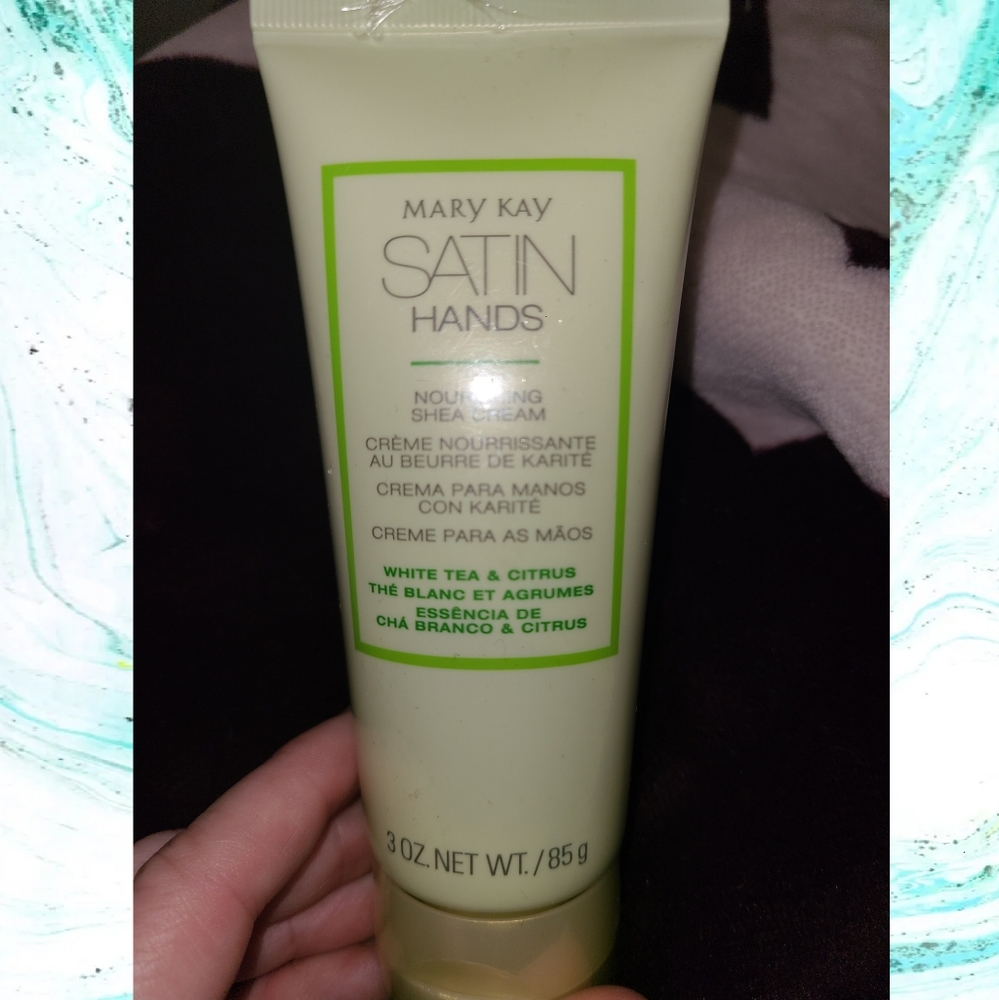 MARY KAY
SATIN
HANDS
NOURISHING
SHEA CREAM
CRÈME NOURRISSANTE
AU BEURRE DE KARITÉ
CREMA PARA MANOS
CON KARITÉ
CREME PARA AS MÃOS
WHITE TEA & CITRUS
THÉ BLANC ET AGRUMES
ESSÊNCIA DE
CHÁ BRANCO & CITRUS
3 OZ. NET WT. / 85 g